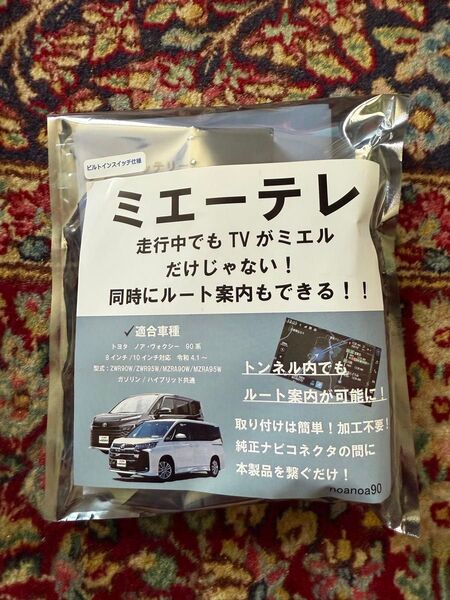 ビルトインスイッチ仕様
テリー
ミエーテレ
走行中でも TV がミエル
だけじゃない！
同時にルート案内もできる！！
✓適合車種
トヨタ ノア・ヴォクシー 90系
8インチ/10インチ対応 令和4.1～
型式：ZWR90W/ZWR95W/MZRA90W/MZRA95W
ガソリン/ハイブリッド共通
トンネル内でも
ルート案内が可能に！
取り付けは簡単！加工不要！
純正ナビコネクタの間に
本製品を繋ぐだけ！
noanoa90